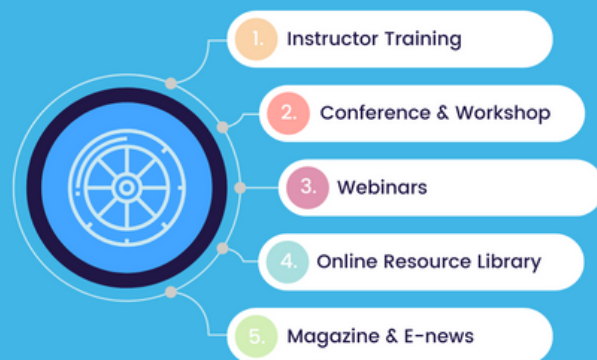 1. Instructor Training
2. Conference & Workshop
3. Webinars
4. Online Resource Library
5. Magazine & E-news